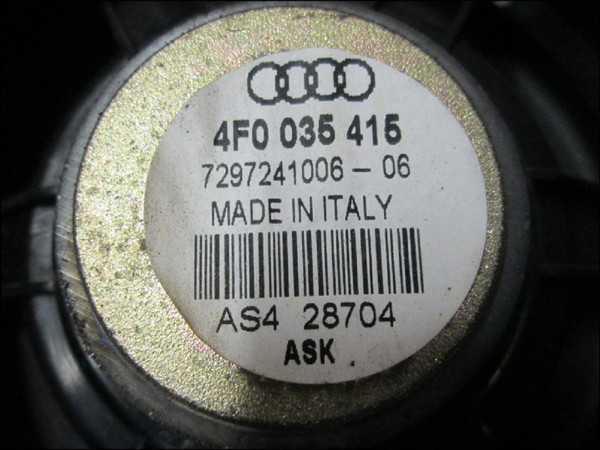 4F0 035 415
7297241006 - 06
MADE IN ITALY
AS4 28704
ASK